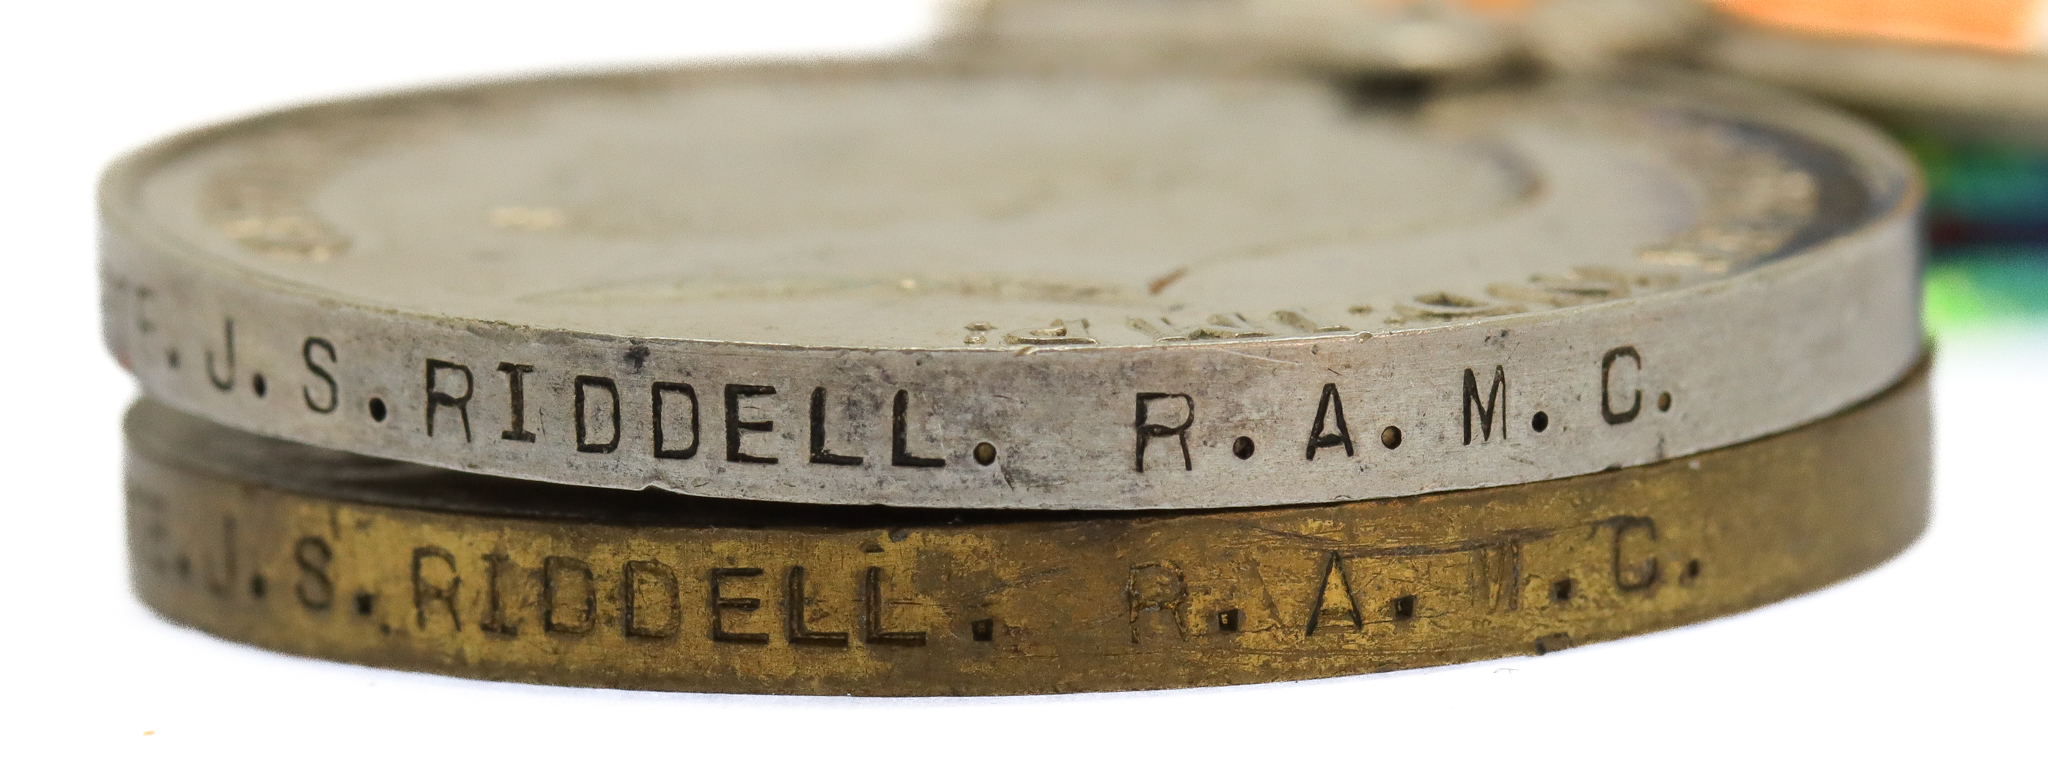 J. S. RIDDELL. R. A. M. C.
J. S. RIDDELL. R. A. M. C.